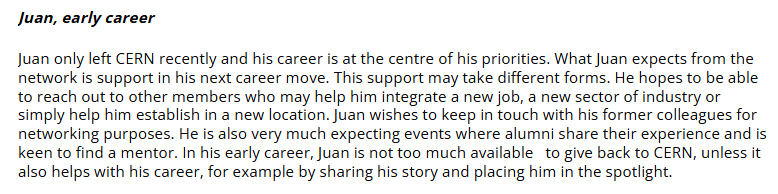 Juan, early career
Juan only left CERN recently and his career is at the centre of his priorities. What Juan expects from the
network is support in his next career move. This support may take different forms. He hopes to be able
to reach out to other members who may help him integrate a new job, a new sector of industry or
simply help him establish in a new location. Juan wishes to keep in touch with his former colleagues for
networking purposes. He is also very much expecting events where alumni share their experience and is
keen to find a mentor. In his early career, Juan is not too much available   to give back to CERN, unless it
also helps with his career, for example by sharing his story and placing him in the spotlight.